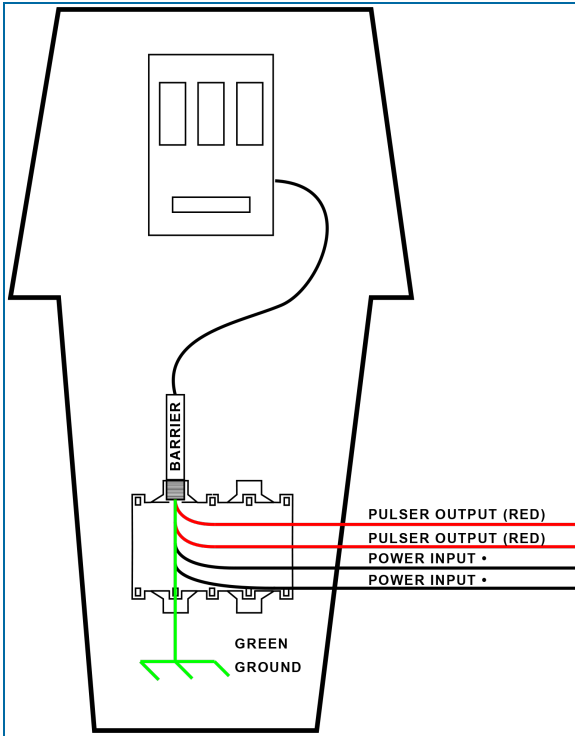 BARRIER
PULSER OUTPUT (RED)
PULSER OUTPUT (RED)
POWER INPUT •
POWER INPUT •
GREEN
GROUND